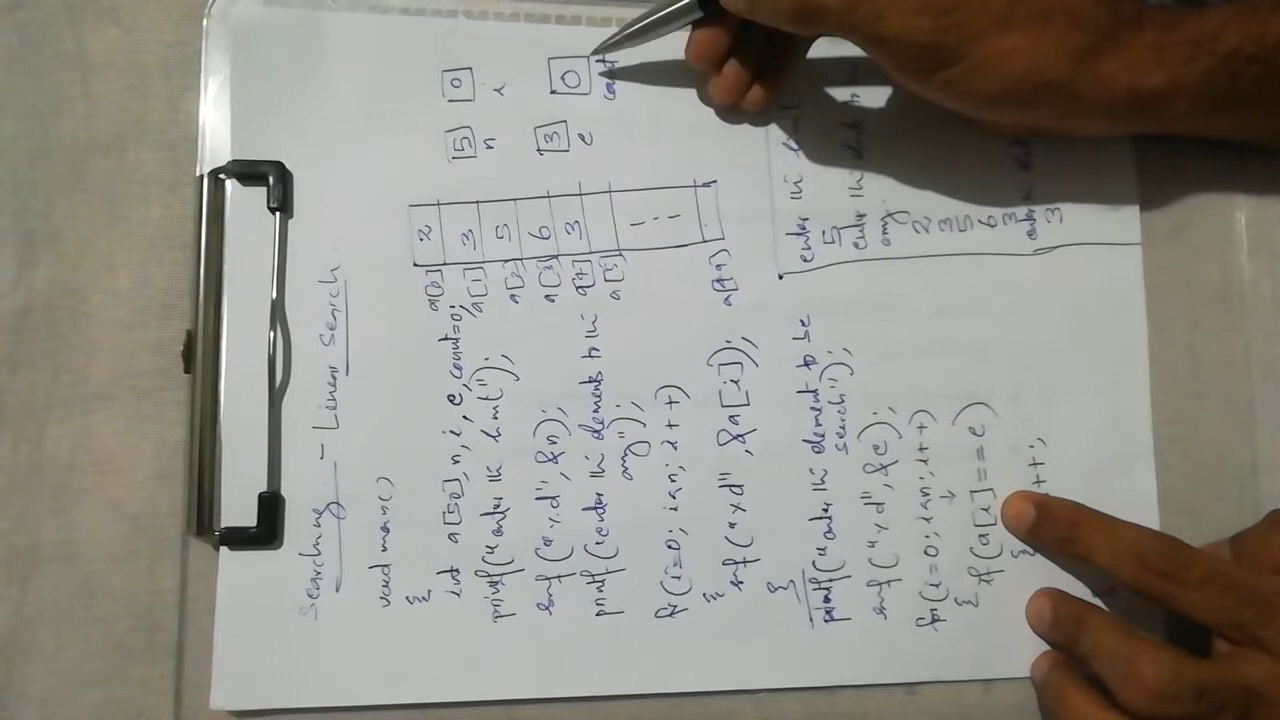 Searching - Linear Search
void main()
{
int a[50], n, i, e, count=0;
printf("enter the limit");
scanf("%d", &n);
printf("enter the elements to the
array");
for(i=0; i<n; i++)
{
scanf("%d", &a[i]);
}
printf("enter the element to be
search");
scanf("%d", &e);
for(i=0; i<n; i++)
{ if(a[i]==e)
{
++;
a[0] 2
a[1] 3
a[2] 5
a[3] 6
a[4] 3
a[5]
a[49]
5 0
n i
3 0
e count
enter the limit
5
enter the
array
2
3
5
6
3
enter
3